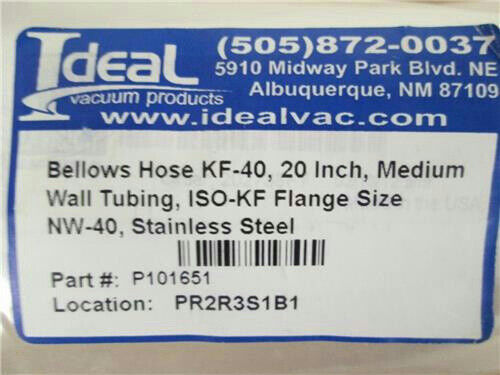 Ideal
vacuum products
(505)872-0037
5910 Midway Park Blvd. NE
Albuquerque, NM 87109
www.idealvac.com
Bellows Hose KF-40, 20 Inch, Medium
Wall Tubing, ISO-KF Flange Size
NW-40, Stainless Steel
Part #: P101651
Location: PR2R3S1B1